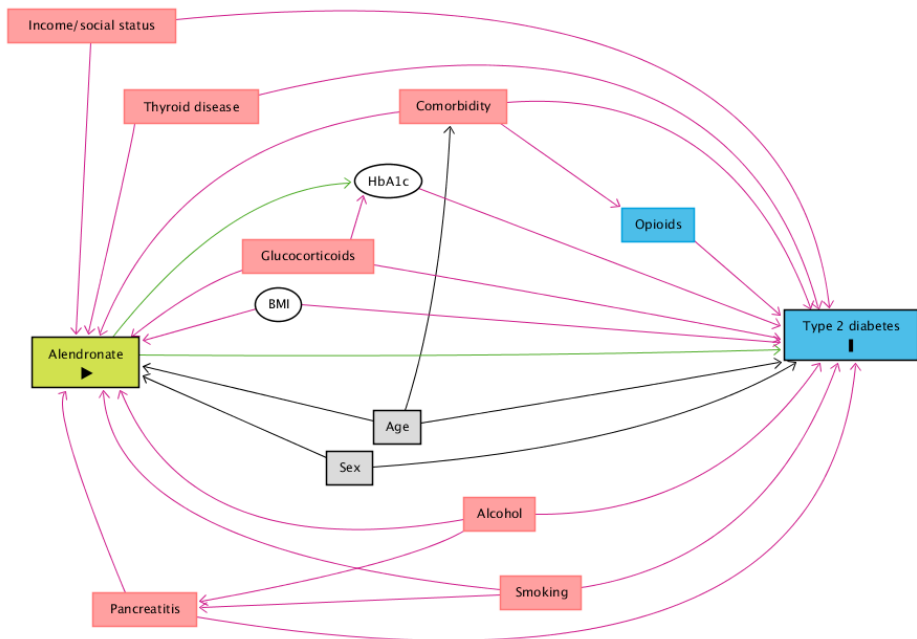 Income/social status
Thyroid disease
Comorbidity
HbA1c
Opioids
Glucocorticoids
BMI
Type 2 diabetes
Alendronate
Age
Sex
Alcohol
Smoking
Pancreatitis